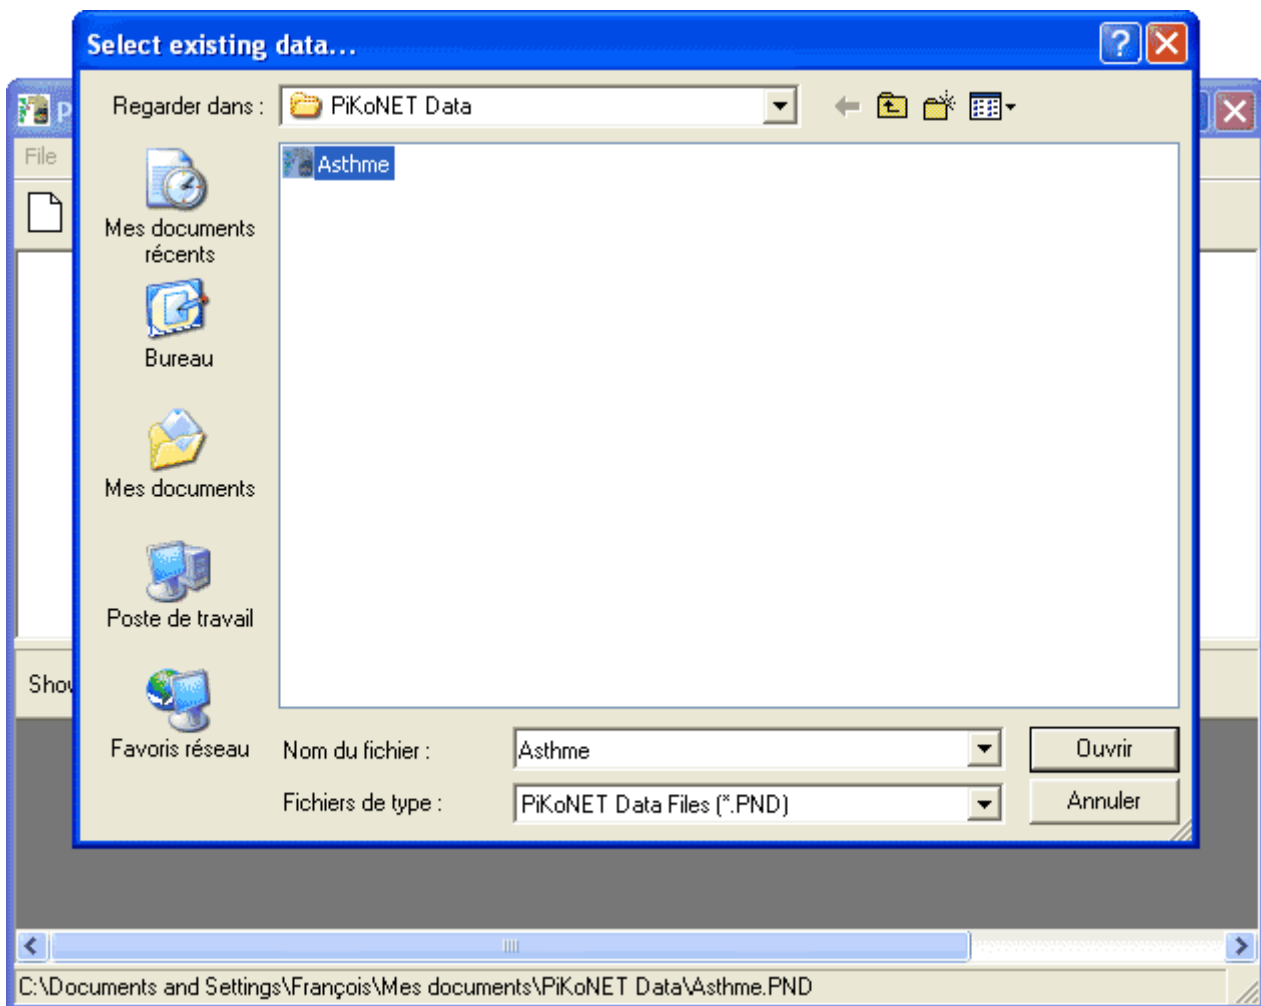 Select existing data...
Regarder dans :
PiKoNET Data
File
Asthme
Mes documents
récents
Bureau
Mes documents
Poste de travail
Favoris réseau
Nom du fichier :
Asthme
Ouvrir
Fichiers de type :
PiKoNET Data Files (*.PND)
Annuler
C:\Documents and Settings\François\Mes documents\PiKoNET Data\Asthme.PND